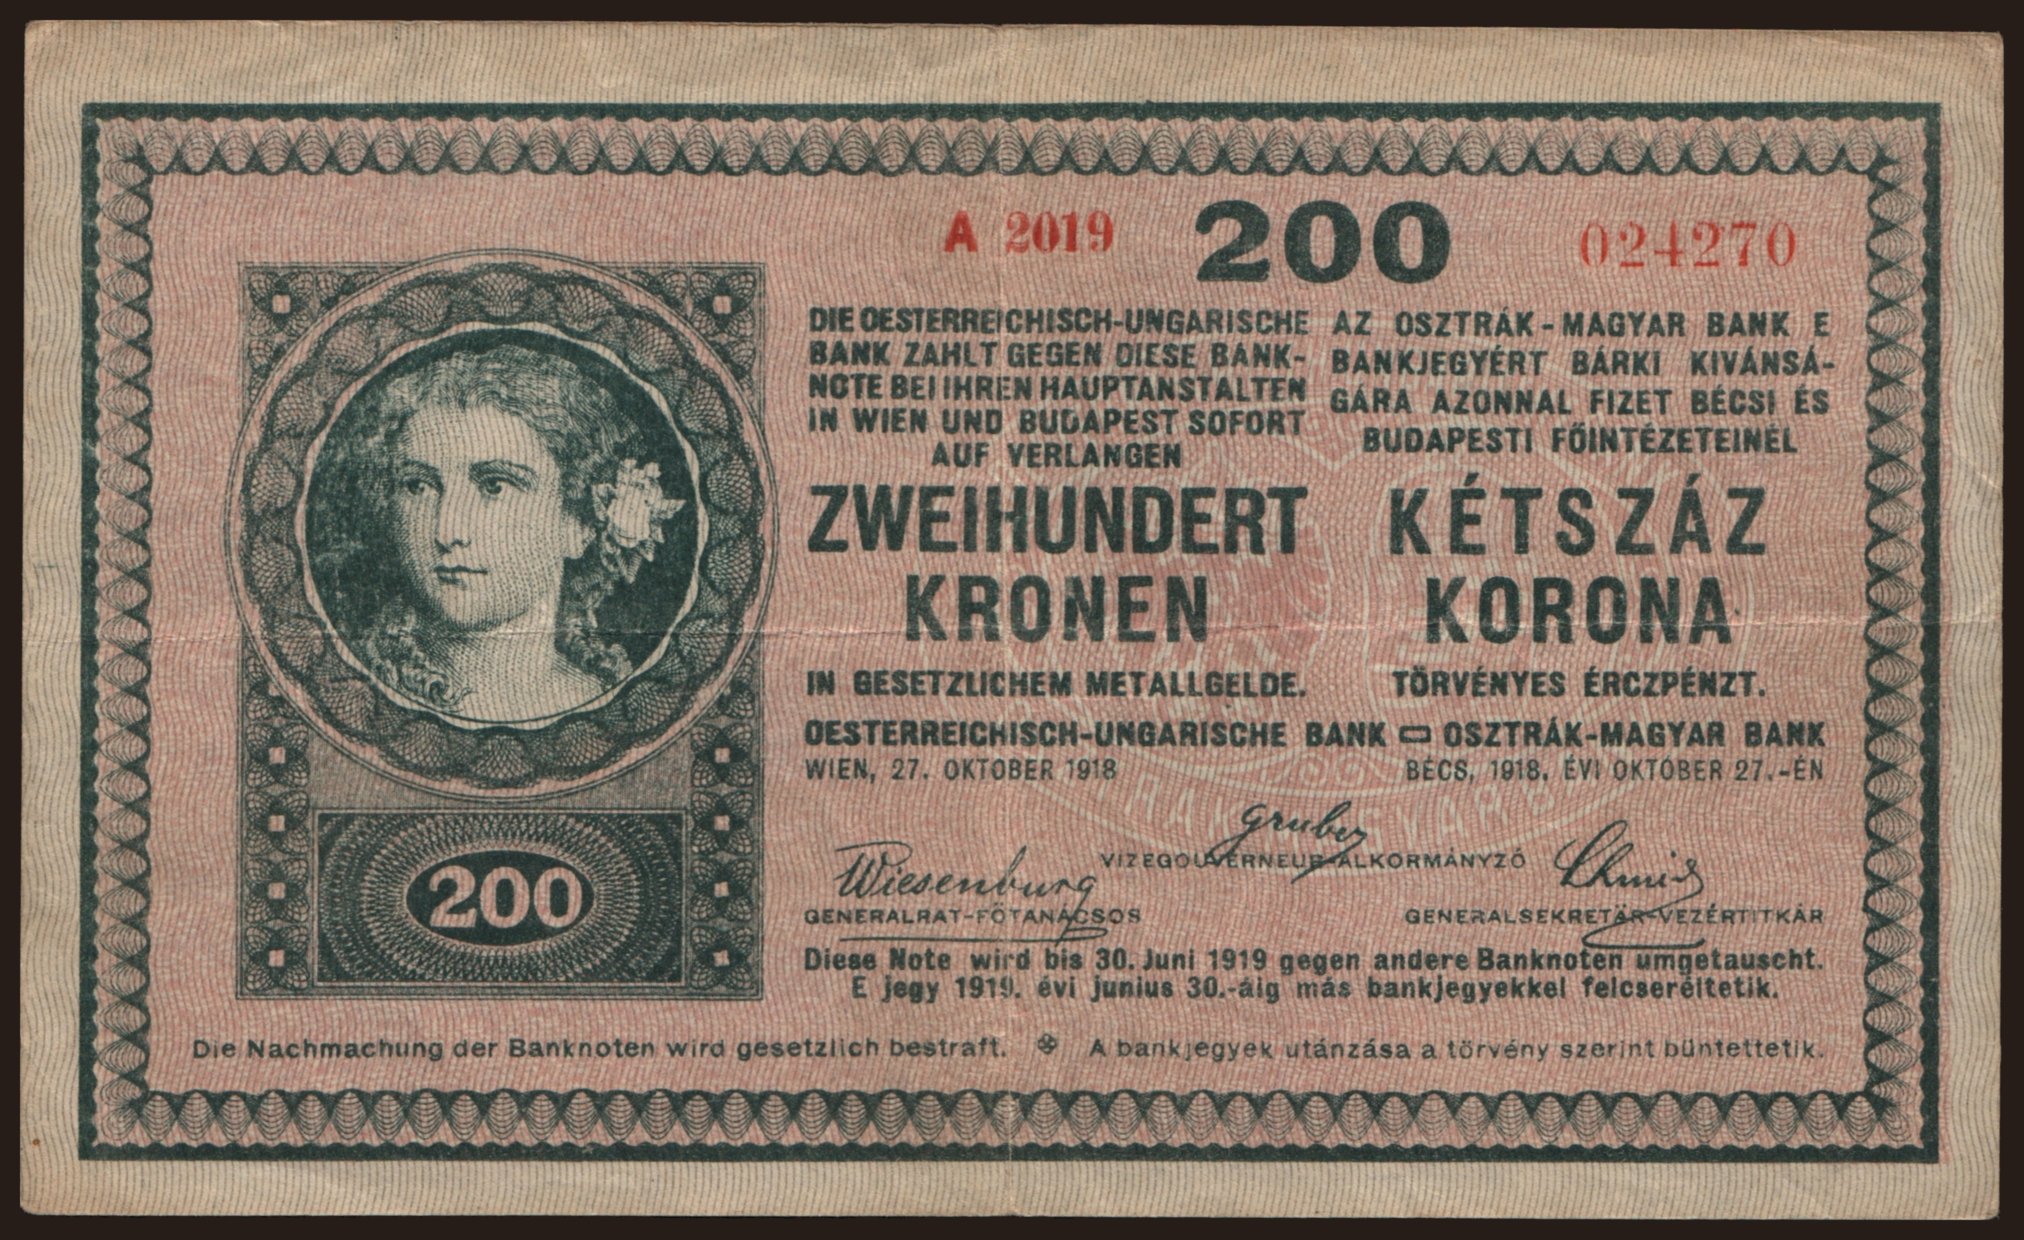 A 2019 200 024270
DIE OESTERREICHISCH-UNGARISCHE
BANK ZAHLT GEGEN DIESE BANK-
NOTE BEI IHREN HAUPTANSTALTEN
IN WIEN UND BUDAPEST SOFORT
AUF VERLANGEN
ZWEIHUNDERT
KRONEN
IN GESETZLICHEM METALLGELDE.
AZ OSZTRÁK-MAGYAR BANK E
BANKJEGYÉRT BÁRKI KIVÁNSÁ-
GÁRA AZONNAL FIZET BÉCSI ÉS
BUDAPESTI FŐINTÉZETEINÉL
KÉTSZÁZ
KORONA
TÖRVÉNYES ÉRCZPÉNZT.
OESTERREICHISCH-UNGARISCHE BANK OSZTRÁK-MAGYAR BANK
WIEN, 27. OKTOBER 1918 BÉCS, 1918. ÉVI OKTÓBER 27.-ÉN
Gruber
VIZEGOUVERNEUR-ALKORMÁNYZÓ
Wiesenburg
GENERALRAT-FŐTANÁCSOS
Schmid
GENERALSEKRETÄR-VEZÉRTITKÁR
Diese Note wird bis 30. Juni 1919 gegen andere Banknoten umgetauscht.
E jegy 1919. évi junius 30.-áig más bankjegyekkel felcseréltetik.
200
Die Nachmachung der Banknoten wird gesetzlich bestraft. A bankjegyek utánzása a törvény szerint büntettetik.